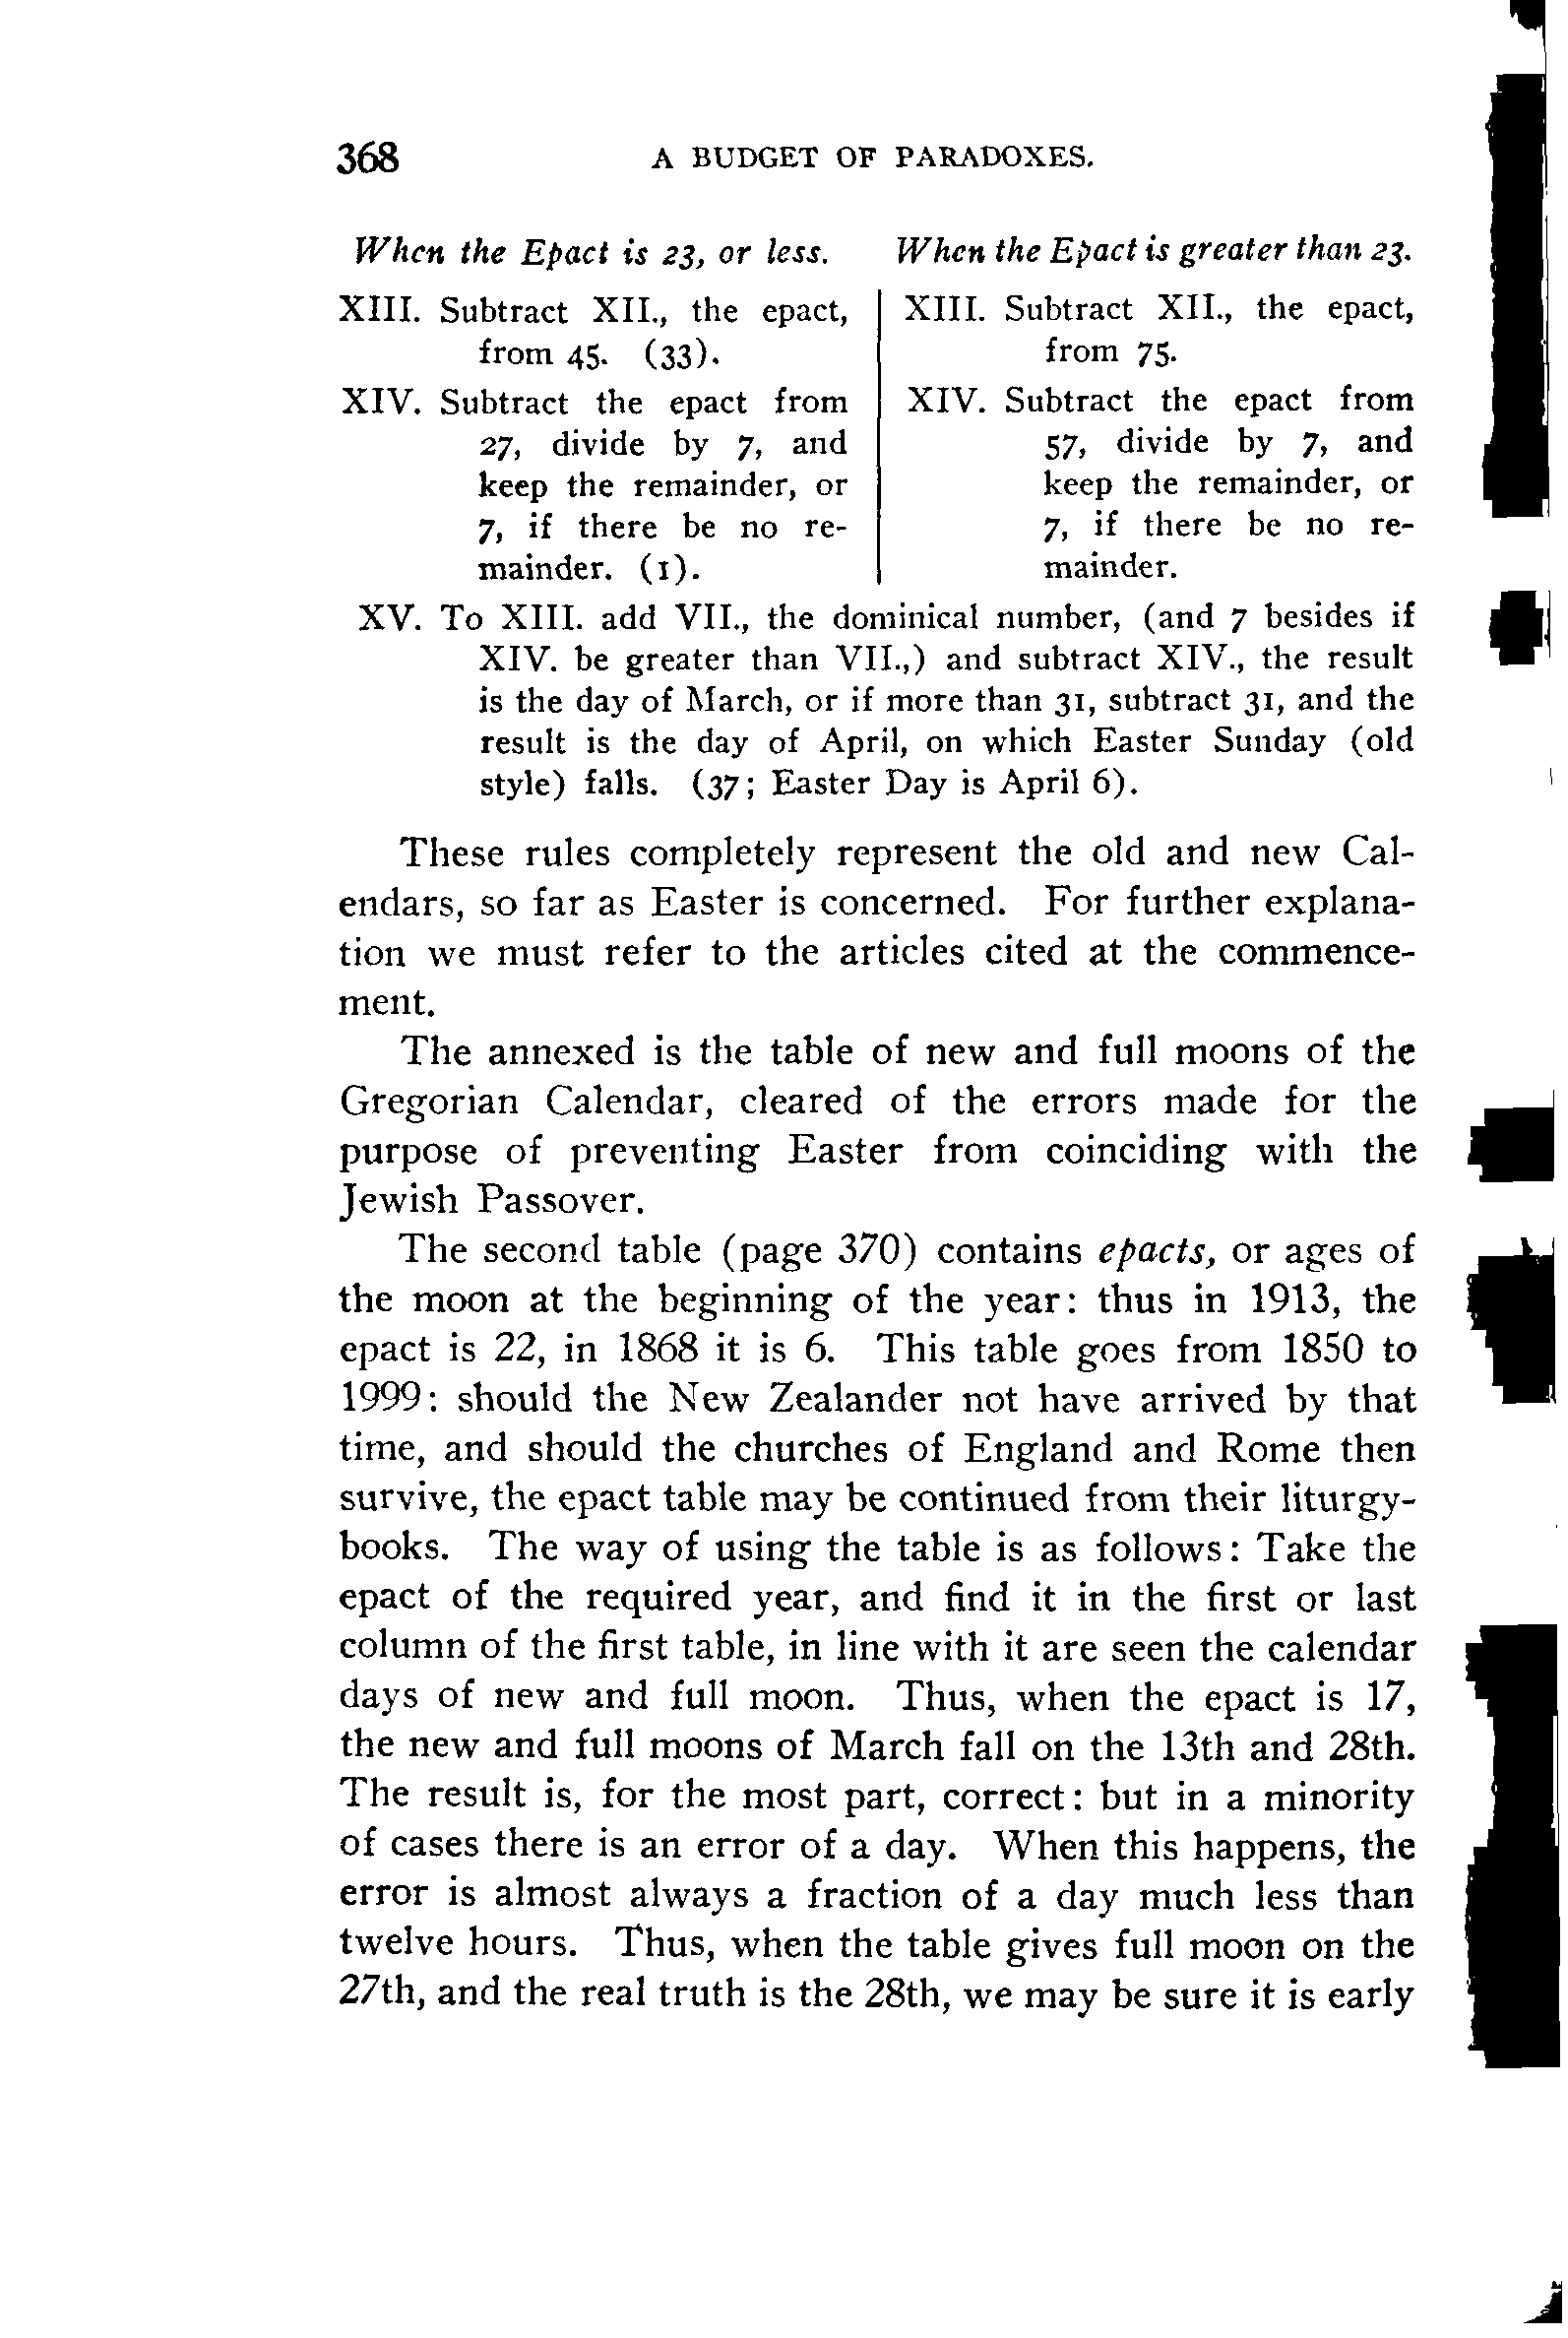 368 A BUDGET OF PARADOXES.
When the Epact is 23, or less.
XIII. Subtract XII., the epact,
from 45. (33).
XIV. Subtract the epact from
27, divide by 7, and
keep the remainder, or
7, if there be no re-
mainder. (1).
When the Epact is greater than 23.
XIII. Subtract XII., the epact,
from 75.
XIV. Subtract the epact from
57, divide by 7, and
keep the remainder, or
7, if there be no re-
mainder.
XV. To XIII. add VII., the dominical number, (and 7 besides if
XIV. be greater than VII.,) and subtract XIV., the result
is the day of March, or if more than 31, subtract 31, and the
result is the day of April, on which Easter Sunday (old
style) falls. (37; Easter Day is April 6).
These rules completely represent the old and new Cal-
endars, so far as Easter is concerned. For further explana-
tion we must refer to the articles cited at the commence-
ment.
The annexed is the table of new and full moons of the
Gregorian Calendar, cleared of the errors made for the
purpose of preventing Easter from coinciding with the
Jewish Passover.
The second table (page 370) contains epacts, or ages of
the moon at the beginning of the year: thus in 1913, the
epact is 22, in 1868 it is 6. This table goes from 1850 to
1999: should the New Zealander not have arrived by that
time, and should the churches of England and Rome then
survive, the epact table may be continued from their liturgy-
books. The way of using the table is as follows: Take the
epact of the required year, and find it in the first or last
column of the first table, in line with it are seen the calendar
days of new and full moon. Thus, when the epact is 17,
the new and full moons of March fall on the 13th and 28th.
The result is, for the most part, correct: but in a minority
of cases there is an error of a day. When this happens, the
error is almost always a fraction of a day much less than
twelve hours. Thus, when the table gives full moon on the
27th, and the real truth is the 28th, we may be sure it is early